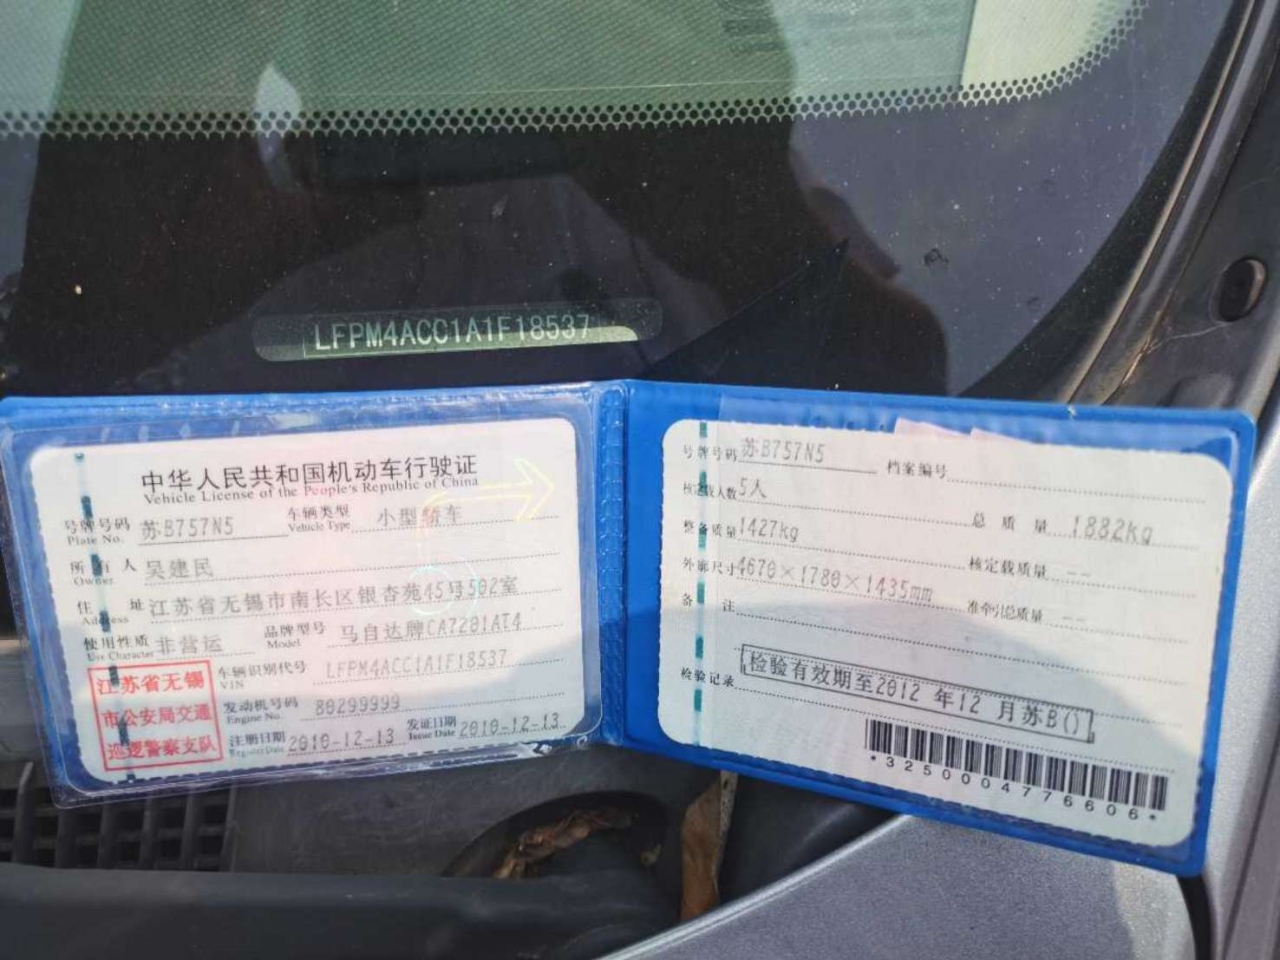 LFPM4ACC1A1F18537
中华人民共和国机动车行驶证
Vehicle License of the People's Republic of China
号牌号码 苏B757N5 车辆类型 小型轿车
Plate No. Vehicle Type
所有人 吴建民
Owner
住址 江苏省无锡市南长区银杏苑45号502室
Address
使用性质 非营运 品牌型号 马自达牌CA7201AT4
Use Character Model
江苏省无锡
市公安局交通
巡逻警察支队
车辆识别代号 LFPM4ACC1A1F18537
VIN
发动机号码 80299999
Engine No.
注册日期 2010-12-13 发证日期 2010-12-13
Register Date Issue Date
号牌号码 苏B757N5 档案编号
核定载人数 5人 总质量 1882kg
整备质量 1427kg 核定载质量 --
外廓尺寸 4670×1780×1435mm 准牵引总质量 --
备注
检验记录 检验有效期至2012 年12 月苏B()
*3250004776606*